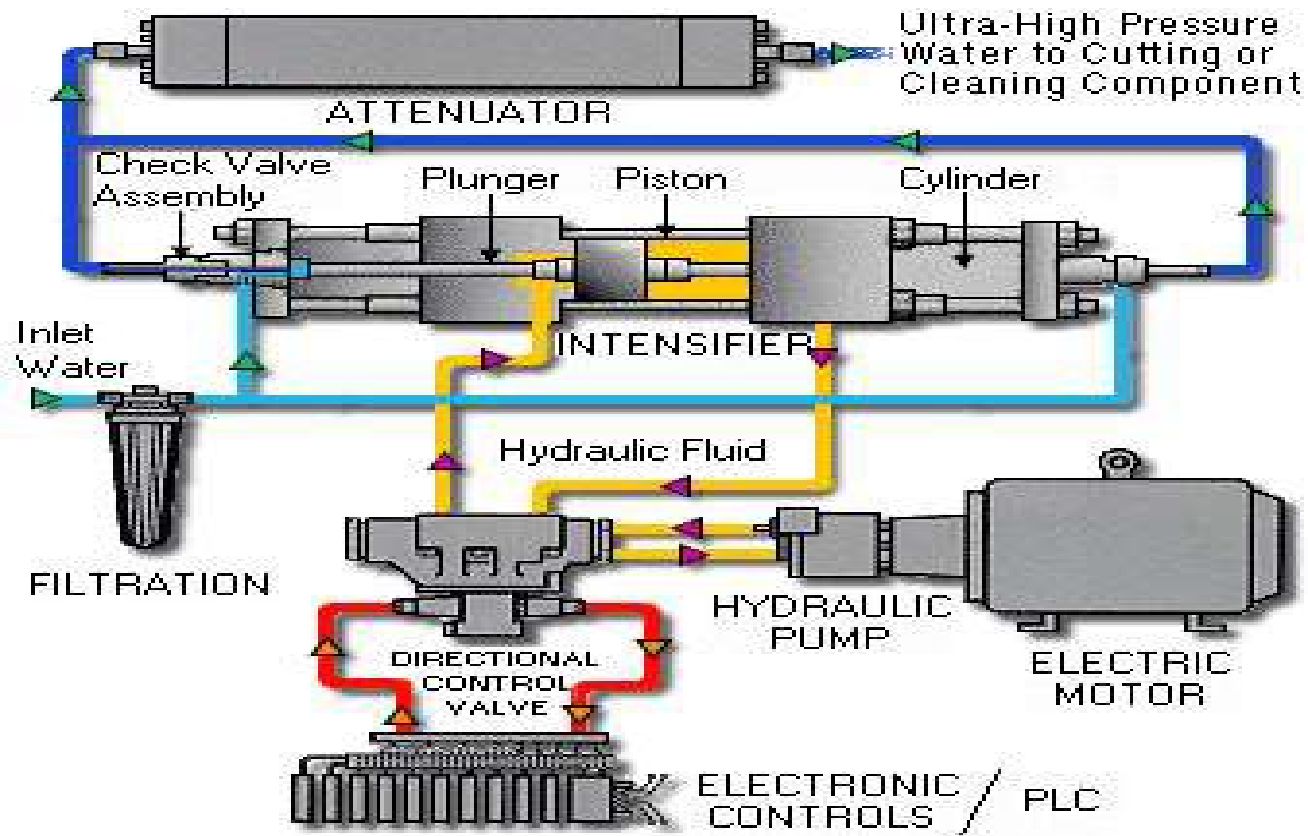 Ultra-High Pressure
Water to Cutting or
Cleaning Component
ATTENUATOR
Check Valve
Assembly
Plunger
Piston
Cylinder
Inlet
Water
INTENSIFIER
Hydraulic Fluid
FILTRATION
HYDRAULIC
PUMP
ELECTRIC
MOTOR
DIRECTIONAL
CONTROL
VALVE
ELECTRONIC
CONTROLS / PLC